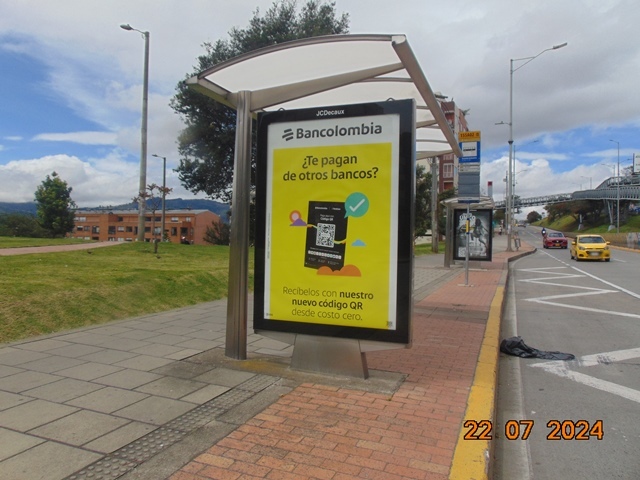 JCDecaux
Bancolombia
¿Te pagan
de otros bancos?
Recíbelos con nuestro
nuevo código QR
desde costo cero.
22 07 2024